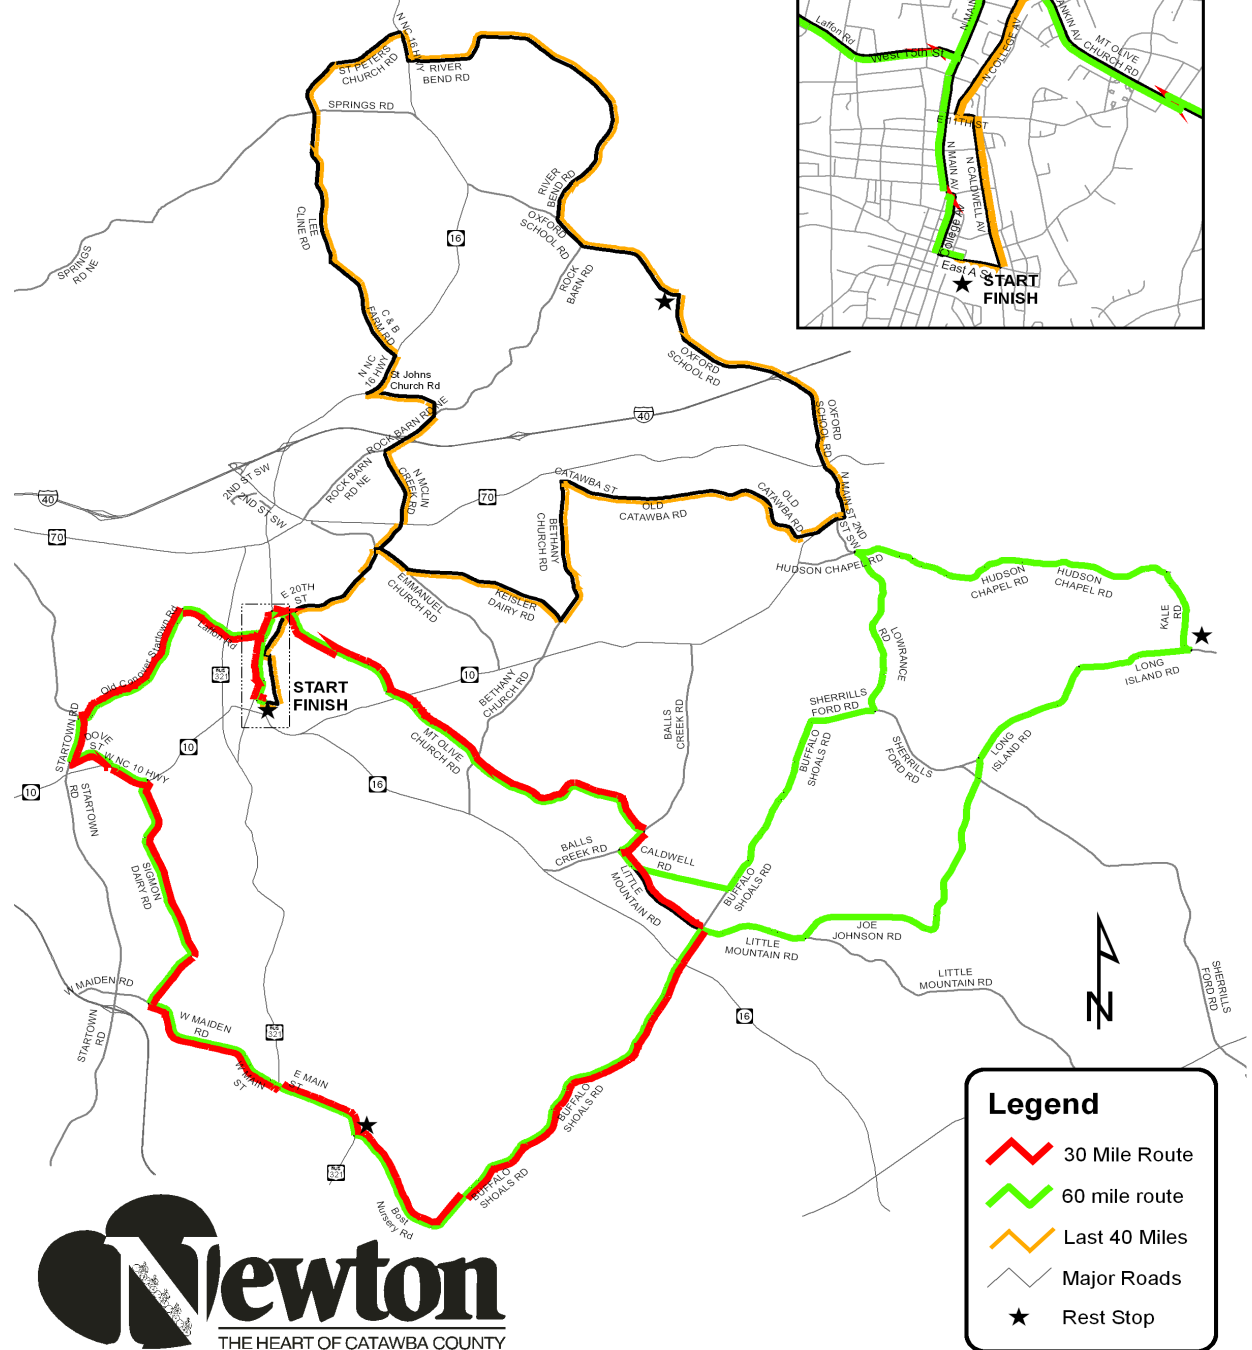 N NC 16 HWY
ST PETERS
CHURCH RD
RIVER
BEND RD
SPRINGS RD
LEE
CLINE RD
RIVER
BEND RD
OXFORD
SCHOOL RD
16
SPRINGS
RD NE
ROCK
BARN RD
C & B
FARM RD
N NC
16 HWY
St Johns
Church Rd
OXFORD
SCHOOL RD
OXFORD
SCHOOL RD
ROCK BARN RD NE
40
2ND ST SW
2ND ST SW
ROCK BARN
RD NE
N MCLIN
CREEK RD
40
70
70
CATAWBA ST
OLD
CATAWBA RD
OLD
CATAWBA RD
N MAIN ST 2ND
ST SW
BETHANY
CHURCH RD
HUDSON CHAPEL RD
HUDSON
CHAPEL RD
HUDSON
CHAPEL RD
KALE
RD
EMMANUEL
CHURCH RD
KEISLER
DAIRY RD
E 20TH
ST
Laffon Rd
Old Conover Startown Rd
LOWRANCE
RD
LONG
ISLAND RD
BUS
321
START
FINISH
10
BETHANY
CHURCH RD
BALLS
CREEK RD
SHERRILLS
FORD RD
STARTOWN RD
DOVE
ST
W NC 10 HWY
10
10
16
MT OLIVE
CHURCH RD
BUFFALO
SHOALS RD
SHERRILLS
FORD RD
LONG
ISLAND RD
STARTOWN
RD
SIGMON
DAIRY RD
BALLS
CREEK RD
CALDWELL
RD
LITTLE
MOUNTAIN RD
BUFFALO
SHOALS RD
LITTLE
MOUNTAIN RD
JOE
JOHNSON RD
LITTLE
MOUNTAIN RD
SHERRILLS
FORD RD
W MAIDEN RD
W MAIDEN
RD
STARTOWN
RD
BUS
321
16
W MAIN
ST
E MAIN
ST
BUFFALO
SHOALS RD
BUS
321
BUFFALO
SHOALS RD
Bost
Nursery Rd
N
Laffon Rd
West 15th St
N MAIN
N COLLEGE AV
RANKIN AV
MT OLIVE
CHURCH RD
E 11TH ST
N MAIN AV
N CALDWELL AV
College Av
East A St
START
FINISH
Legend
30 Mile Route
60 mile route
Last 40 Miles
Major Roads
Rest Stop
Newton
THE HEART OF CATAWBA COUNTY